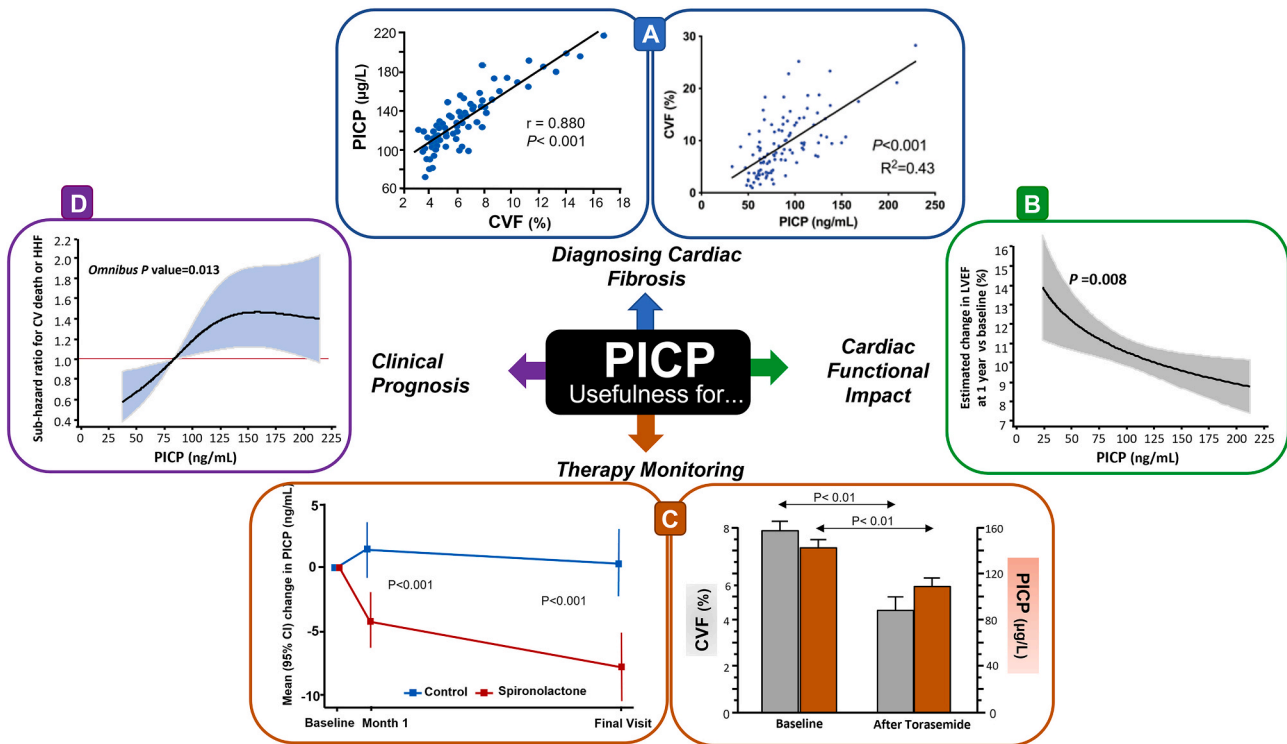 A
220
180
140
100
60
PICP (µg/L)
r = 0.880
P< 0.001
2 4 6 8 10 12 14 16 18
CVF (%)
30
20
10
0
CVF (%)
P<0.001
R²=0.43
0 50 100 150 200 250
PICP (ng/mL)
D
2.2
2.0
1.8
1.6
1.4
1.2
1.0
0.8
0.6
0.4
Sub-hazard ratio for CV death or HHF
Omnibus P value=0.013
0 25 50 75 100 125 150 175 200 225
PICP (ng/mL)
B
16
15
14
13
12
11
10
9
8
7
Estimated change in LVEF
at 1 year vs baseline (%)
P =0.008
0 25 50 75 100 125 150 175 200 225
PICP (ng/mL)
Diagnosing Cardiac
Fibrosis
Clinical
Prognosis
PICP
Usefulness for...
Cardiac
Functional
Impact
Therapy Monitoring
C
5
0
-5
-10
Mean (95% CI) change in PICP (ng/mL)
P<0.001
P<0.001
Control
Spironolactone
Baseline Month 1 Final Visit
P< 0.01
P< 0.01
8
6
4
2
0
CVF (%)
160
120
80
40
0
PICP (µg/L)
Baseline After Torasemide